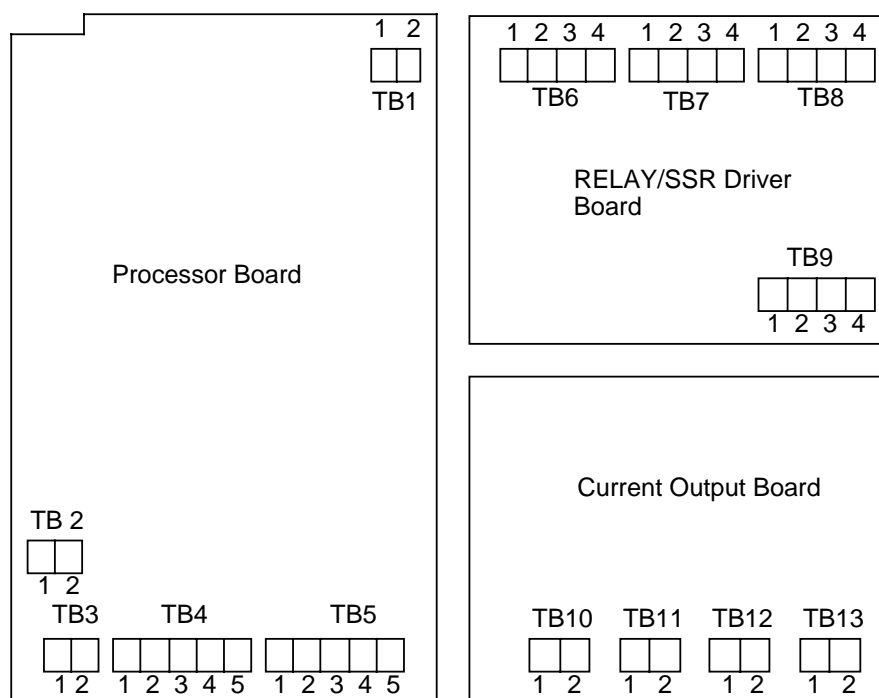 1 2
TB1
Processor Board
TB 2
1 2
TB3 TB4 TB5
1 2 1 2 3 4 5 1 2 3 4 5
1 2 3 4 1 2 3 4 1 2 3 4
TB6 TB7 TB8
RELAY/SSR Driver
Board
TB9
1 2 3 4
Current Output Board
TB10 TB11 TB12 TB13
1 2 1 2 1 2 1 2